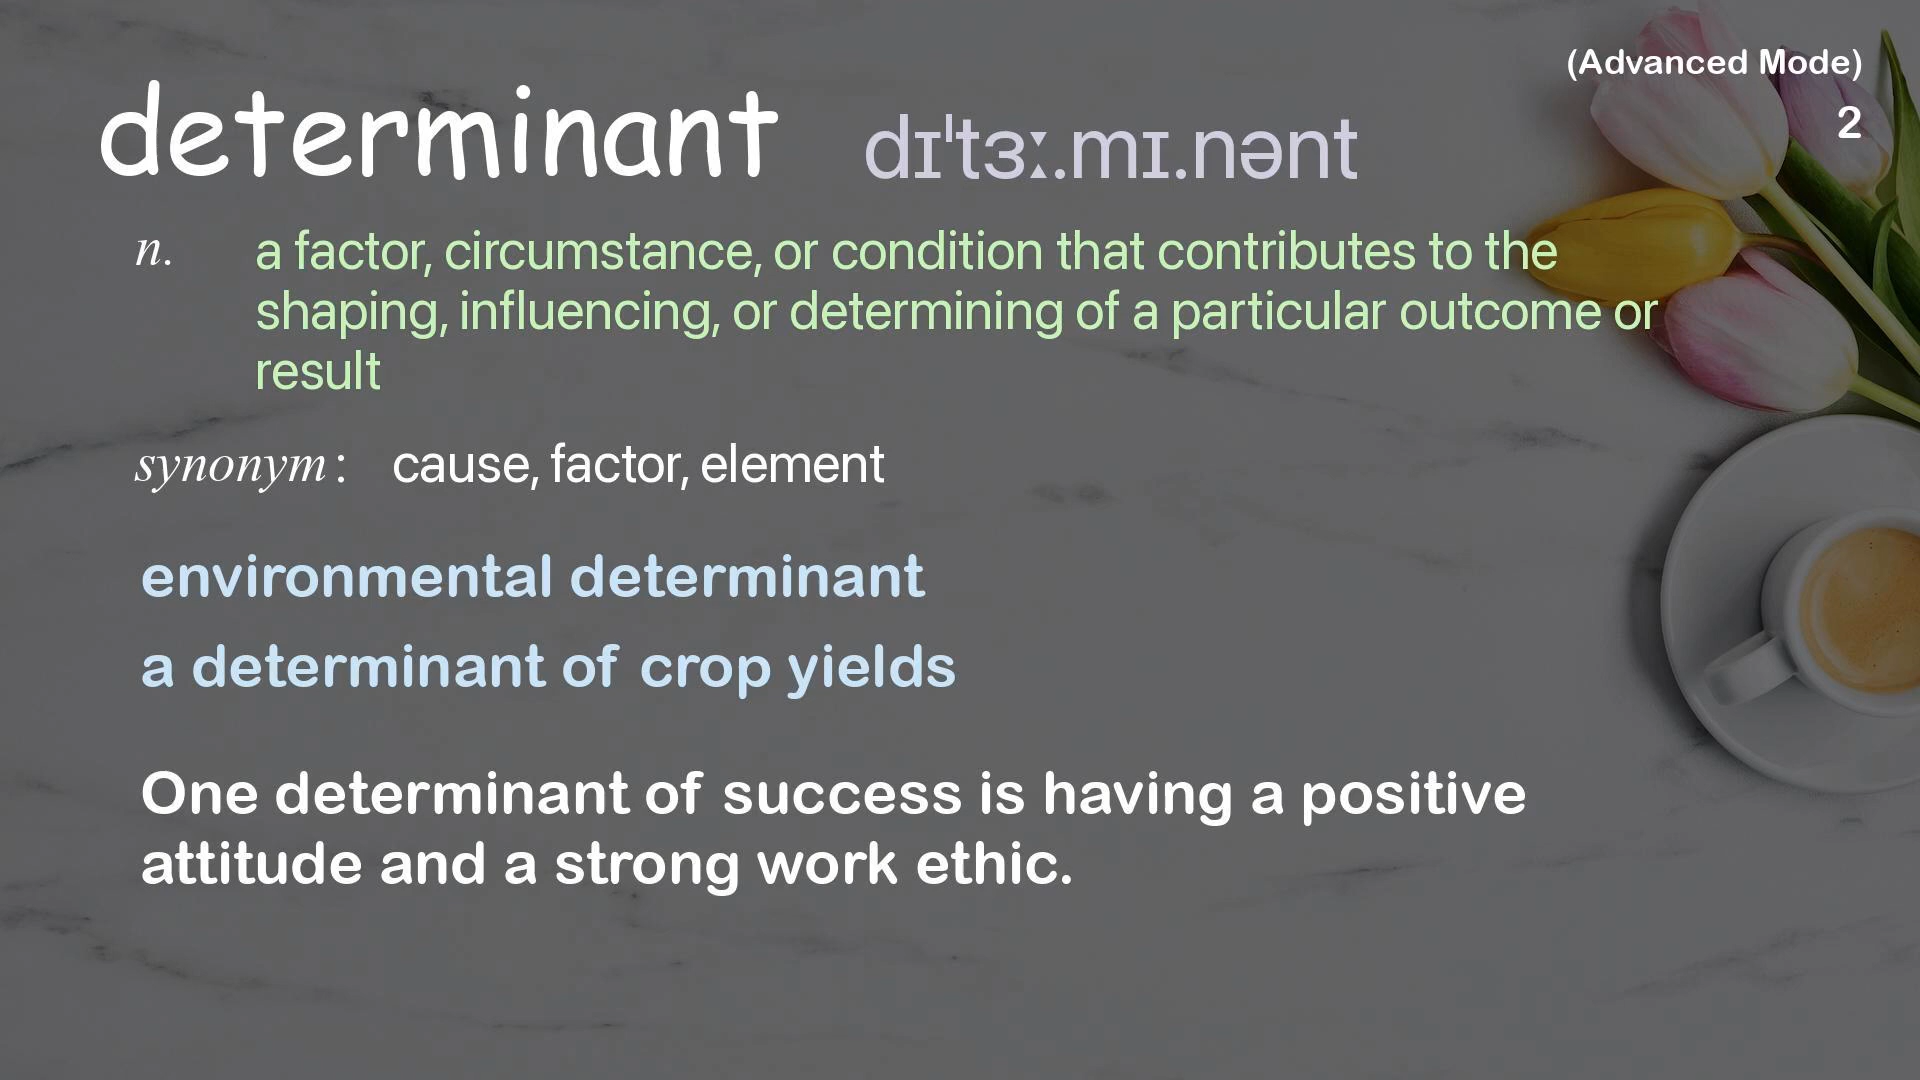 (Advanced Mode)
2
determinant dɪˈtɜː.mɪ.nənt
n. a factor, circumstance, or condition that contributes to the
shaping, influencing, or determining of a particular outcome or
result
synonym: cause, factor, element
environmental determinant
a determinant of crop yields
One determinant of success is having a positive
attitude and a strong work ethic.